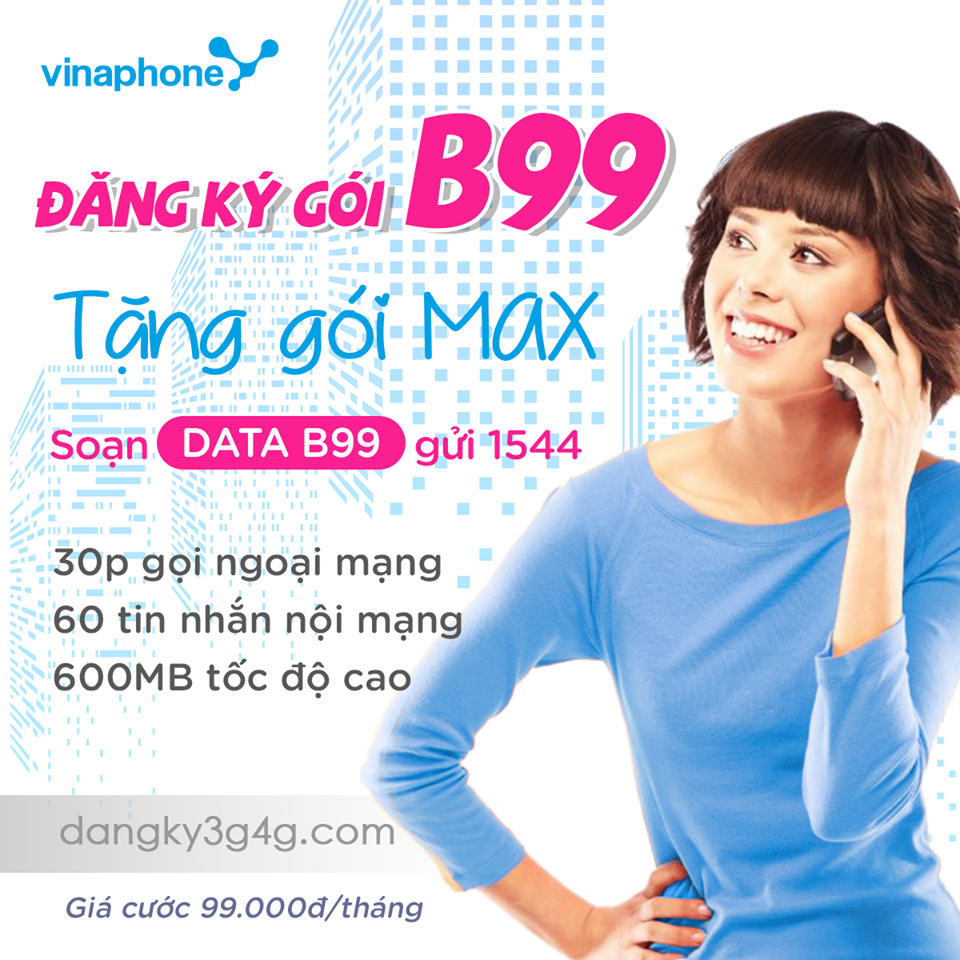 vinaphone
ĐĂNG KÝ GÓI B99
Tặng gói MAX
Soạn DATA B99 gửi 1544
30p gọi ngoại mạng
60 tin nhắn nội mạng
600MB tốc độ cao
dangky3g4g.com
Giá cước 99.000đ/tháng